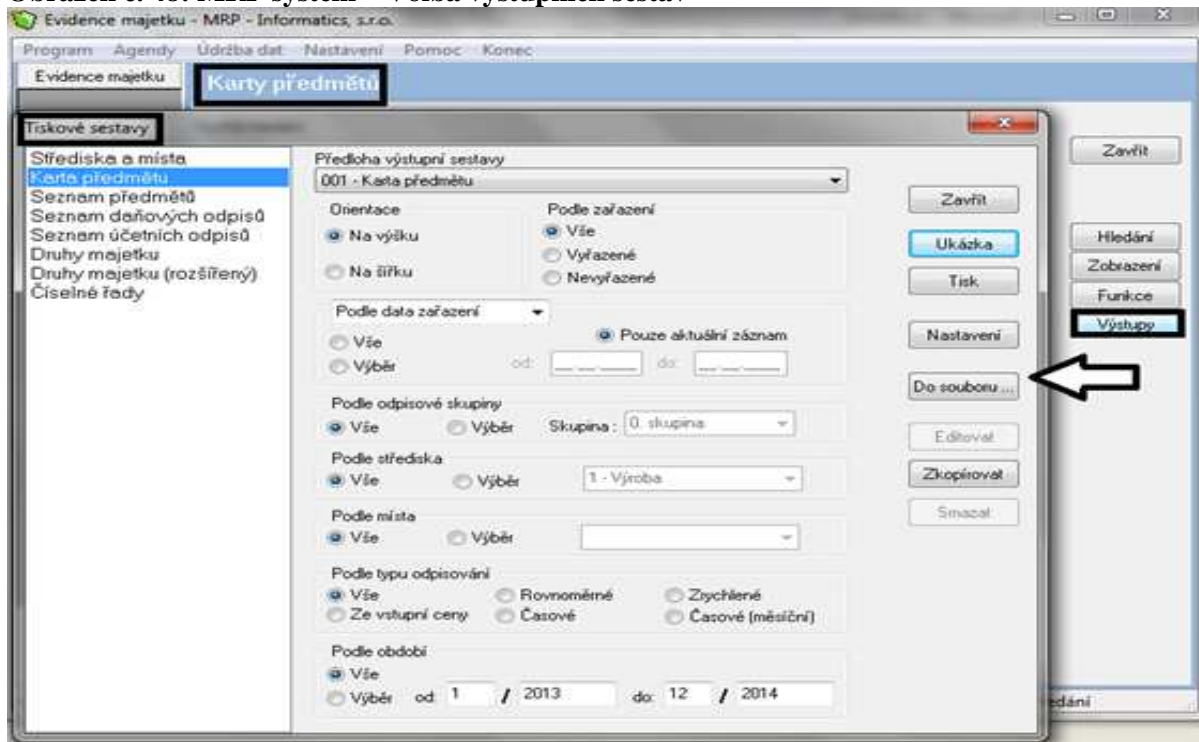 Evidence majetku - MRP - Informatics, s.r.o.
Program Agendy Údržba dat Nastavení Pomoc Konec
Evidence majetku
Karty předmětů
Tiskové sestavy
Střediska a místa
Karta předmětu
Seznam předmětů
Seznam daňových odpisů
Seznam účetních odpisů
Druhy majetku
Druhy majetku (rozšířený)
Číselné řady
Předloha výstupní sestavy
001 - Karta předmětu
Orientace
Na výšku
Na šířku
Podle zařazení
Vše
Vyřazené
Nevyřazené
Podle data zařazení
Vše
Pouze aktuální záznam
Výběr od: __.__.____ do: __.__.____
Podle odpisové skupiny
Vše Výběr Skupina : 0. skupina
Podle střediska
Vše Výběr 1 - Výroba
Podle místa
Vše Výběr
Podle typu odpisování
Vše Rovnoměrné Zrychlené
Ze vstupní ceny Časové Časové (měsíční)
Podle období
Vše
Výběr od: 1 / 2013 do: 12 / 2014
Zavřít
Ukázka
Tisk
Nastavení
Do souboru ...
Editovat
Zkopírovat
Smazat
Zavřít
Hledání
Zobrazení
Funkce
Výstupy
edání